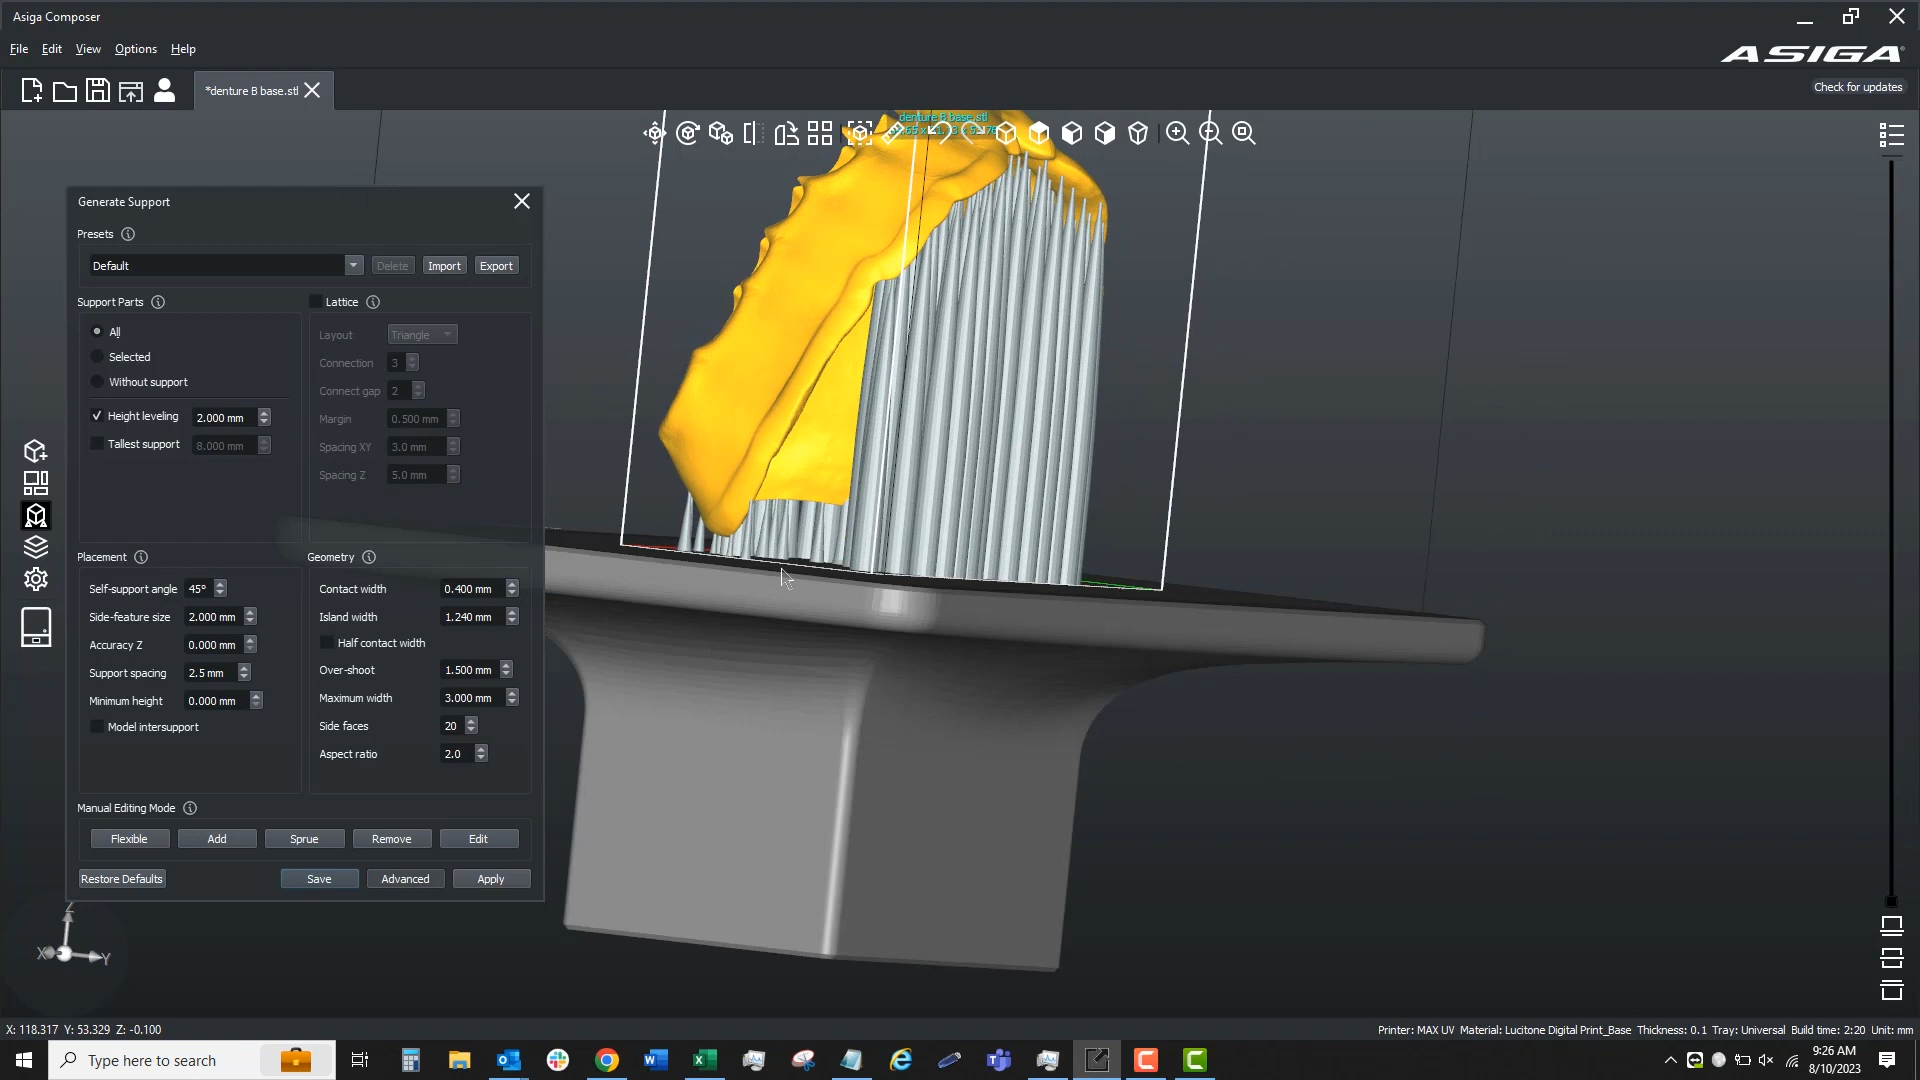 Asiga Composer
File Edit View Options Help
ASIGA
*denture B base.stl
Check for updates
denture B base.stl
Generate Support
Presets
Default Delete Import Export
Support Parts Lattice
All
Selected
Without support
Height leveling 2.000 mm
Tallest support 8.000 mm
Layout Triangle
Connection 3
Connect gap 2
Margin 0.500 mm
Spacing XY 3.0 mm
Spacing Z 5.0 mm
Placement Geometry
Self-support angle 45°
Side-feature size 2.000 mm
Accuracy Z 0.000 mm
Support spacing 2.5 mm
Minimum height 0.000 mm
Model intersupport
Contact width 0.400 mm
Island width 1.240 mm
Half contact width
Over-shoot 1.500 mm
Maximum width 3.000 mm
Side faces 20
Aspect ratio 2.0
Manual Editing Mode
Flexible Add Sprue Remove Edit
Restore Defaults Save Advanced Apply
Z
X Y
X: 118.317 Y: 53.329 Z: -0.100
Printer: MAX UV Material: Lucitone Digital Print_Base Thickness: 0.1 Tray: Universal Build time: 2:20 Unit: mm
Type here to search
9:26 AM
8/10/2023